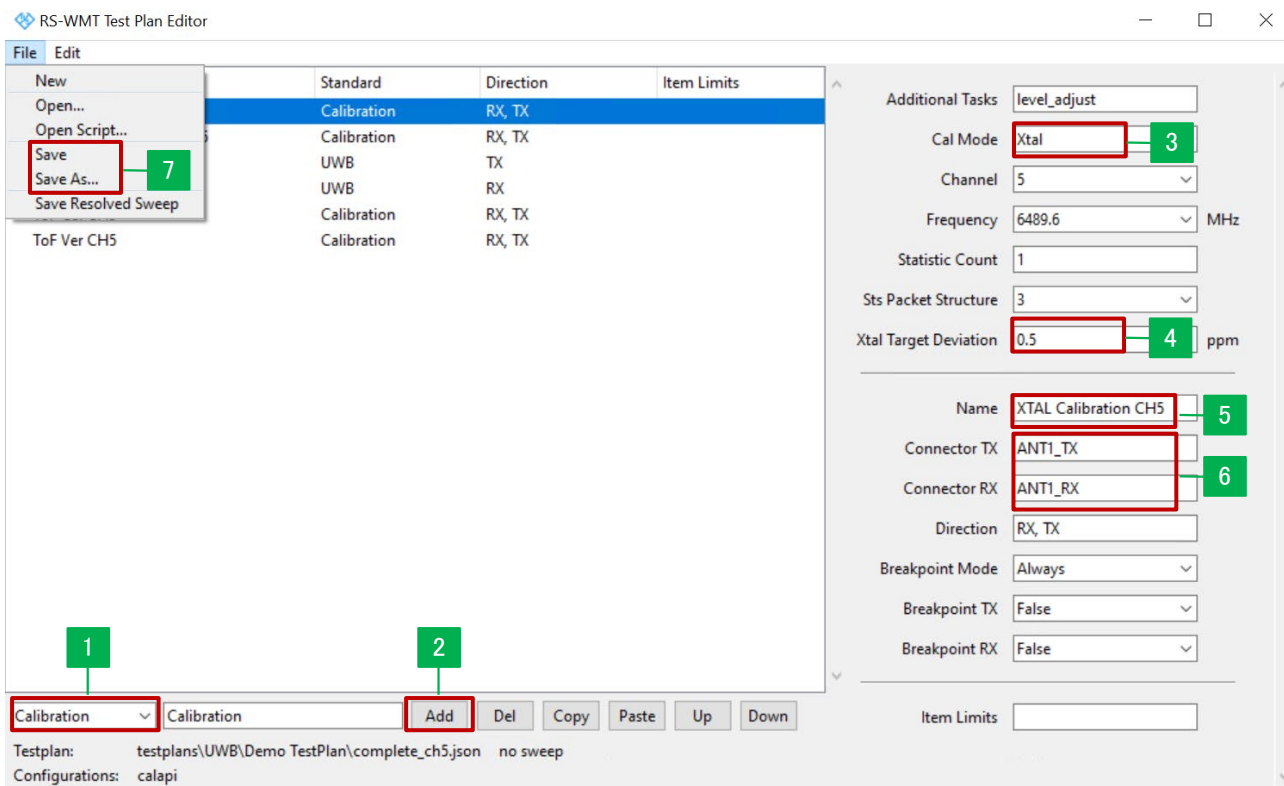 RS-WMT Test Plan Editor
File Edit
New
Open...
Open Script...
Save
Save As...
7
Save Resolved Sweep
Standard Direction Item Limits
Calibration RX, TX
Calibration RX, TX
UWB TX
UWB RX
Calibration RX, TX
ToF Ver CH5 Calibration RX, TX
Additional Tasks level_adjust
Cal Mode Xtal 3
Channel 5
Frequency 6489.6 MHz
Statistic Count 1
Sts Packet Structure 3
Xtal Target Deviation 0.5 4 ppm
Name XTAL Calibration CH5 5
Connector TX ANT1_TX
6
Connector RX ANT1_RX
Direction RX, TX
Breakpoint Mode Always
Breakpoint TX False
Breakpoint RX False
Item Limits
1 2
Calibration Calibration Add Del Copy Paste Up Down
Testplan: testplans\UWB\Demo TestPlan\complete_ch5.json no sweep
Configurations: calapi